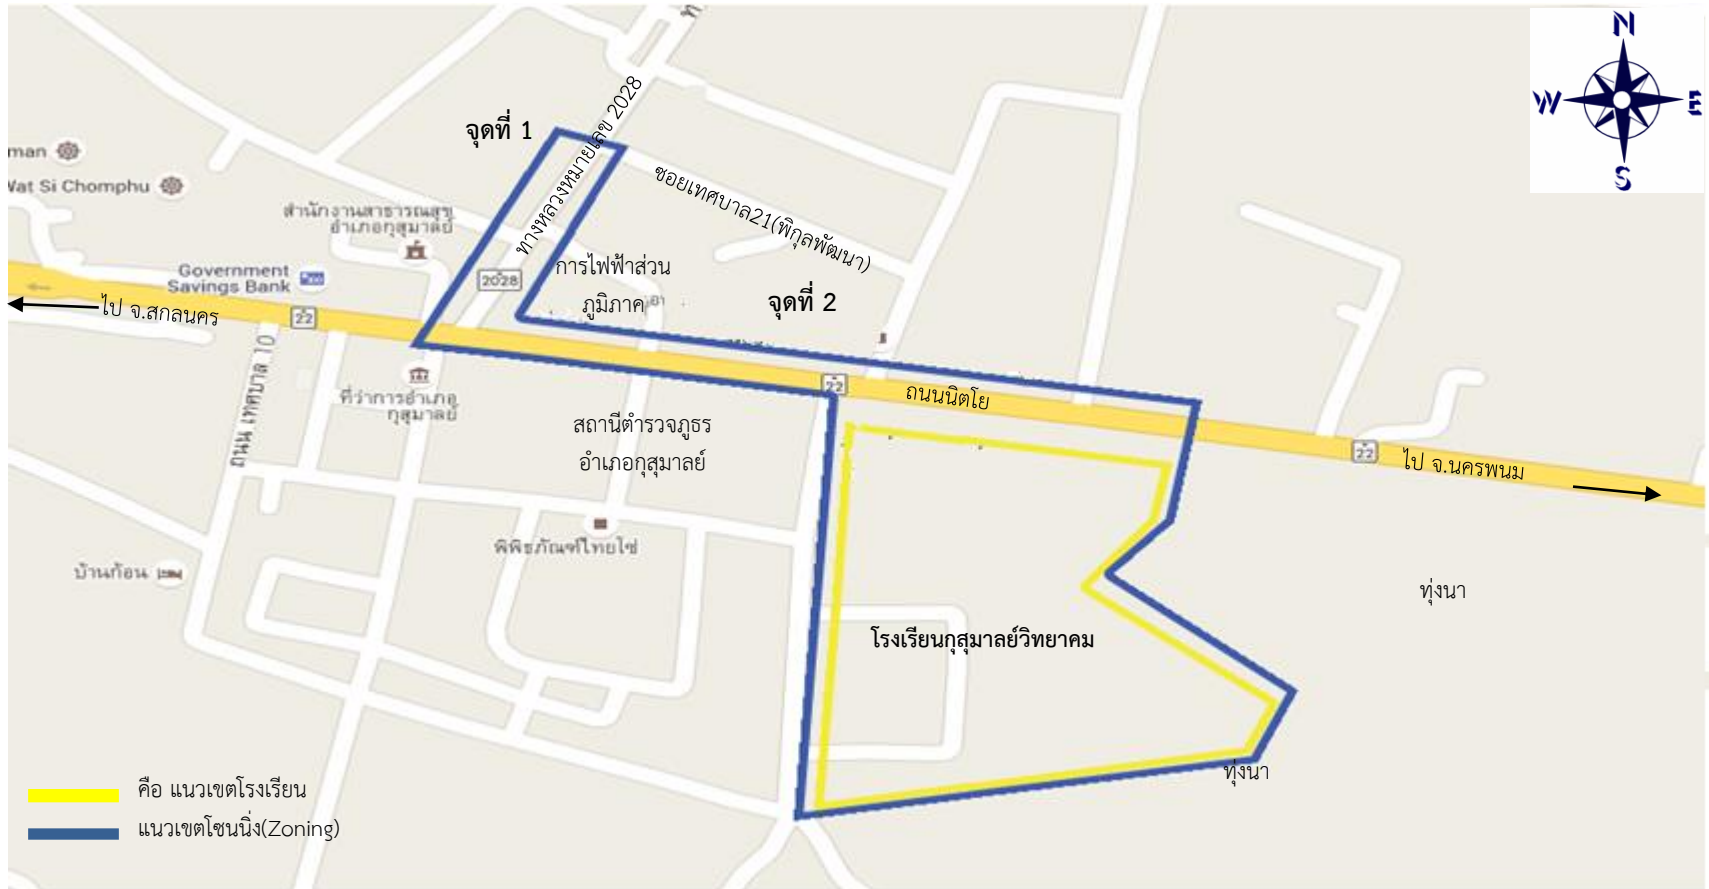 N
W
E
S
จุดที่ 1
ทางหลวงหมายเลข 2028
ซอยเทศบาล21(พิกุลพัฒนา)
Wat Si Chomphu
สำนักงานสาธารณสุข
อำเภอกุสุมาลย์
Government
Savings Bank
2028
การไฟฟ้าส่วน
ภูมิภาค
จุดที่ 2
ไป จ.สกลนคร
22
22
ถนนนิตโย
ที่ว่าการอำเภอ
กุสุมาลย์
ถนน เทศบาล 10
สถานีตำรวจภูธร
อำเภอกุสุมาลย์
22
ไป จ.นครพนม
พิพิธภัณฑ์ไทยโซ่
บ้านก้อน
ทุ่งนา
โรงเรียนกุสุมาลย์วิทยาคม
ทุ่งนา
คือ แนวเขตโรงเรียน
แนวเขตโซนนิ่ง(Zoning)